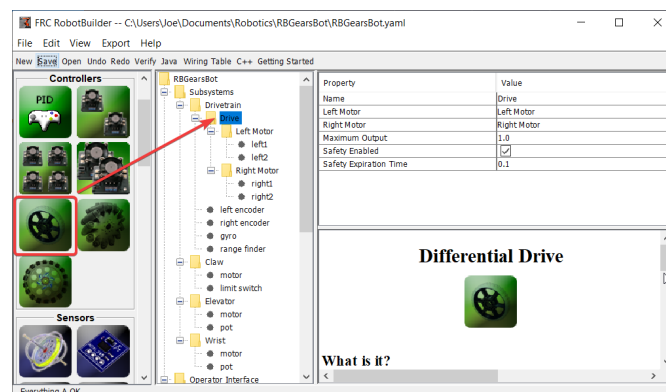 FRC RobotBuilder -- C:\Users\Joe\Documents\Robotics\RBGearsBot\RBGearsBot.yaml
File Edit View Export Help
New Save Open Undo Redo Verify Java Wiring Table C++ Getting Started
Controllers
PID
Sensors
RBGearsBot
Subsystems
Drivetrain
Drive
Left Motor
left1
left2
Right Motor
right1
right2
left encoder
right encoder
gyro
range finder
Claw
motor
limit switch
Elevator
motor
pot
Wrist
motor
pot
Operator Interface
Property Value
Name Drive
Left Motor Left Motor
Right Motor Right Motor
Maximum Output 1.0
Safety Enabled
Safety Expiration Time 0.1
Differential Drive
What is it?
Everything A OK